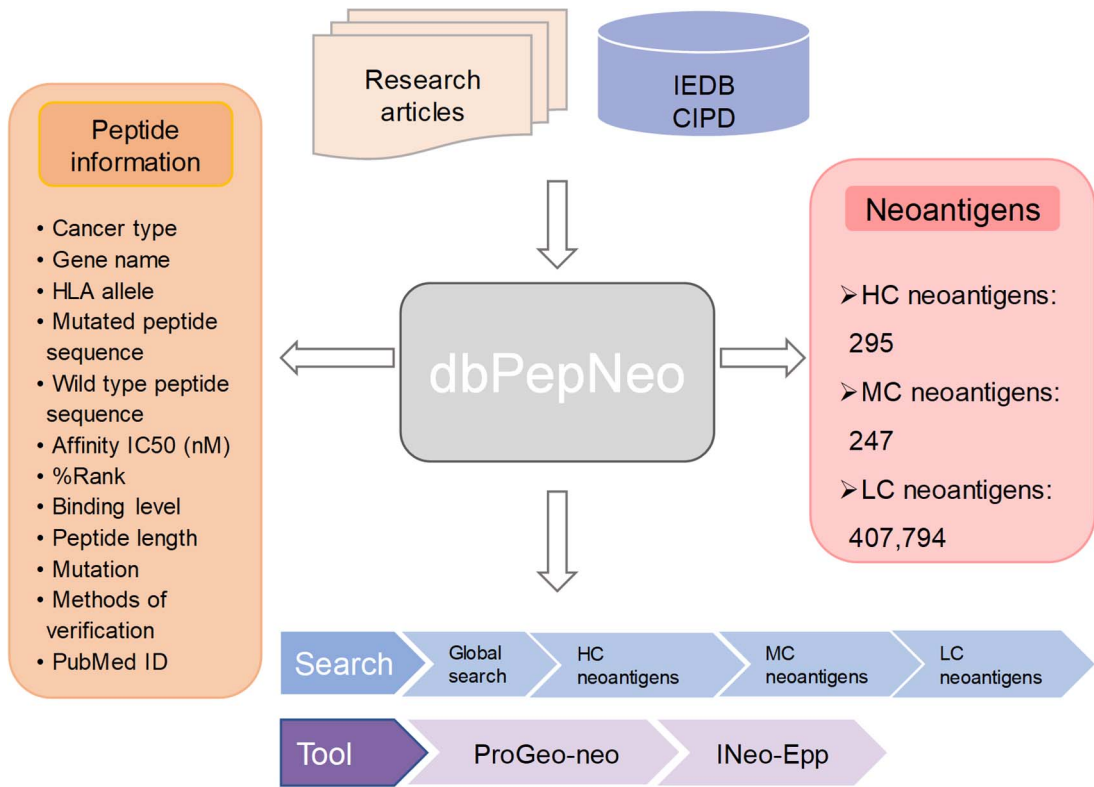 Research
articles
IEDB
CIPD
Peptide
information
• Cancer type
• Gene name
• HLA allele
• Mutated peptide
sequence
• Wild type peptide
sequence
• Affinity IC50 (nM)
• %Rank
• Binding level
• Peptide length
• Mutation
• Methods of
verification
• PubMed ID
dbPepNeo
Neoantigens
➢HC neoantigens:
295
➢MC neoantigens:
247
➢LC neoantigens:
407,794
Search
Global
search
HC
neoantigens
MC
neoantigens
LC
neoantigens
Tool
ProGeo-neo
INeo-Epp